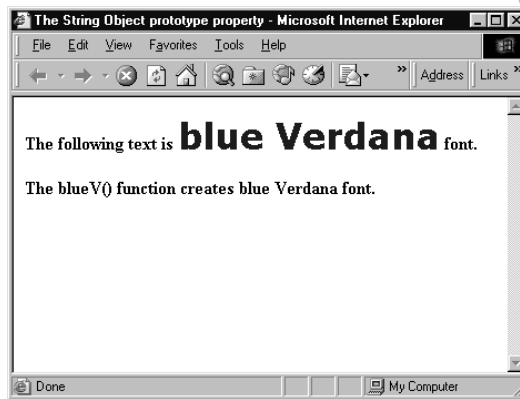 The String Object prototype property - Microsoft Internet Explorer
File Edit View Favorites Tools Help
» Address Links »
The following text is blue Verdana font.
The blueV() function creates blue Verdana font.
Done My Computer